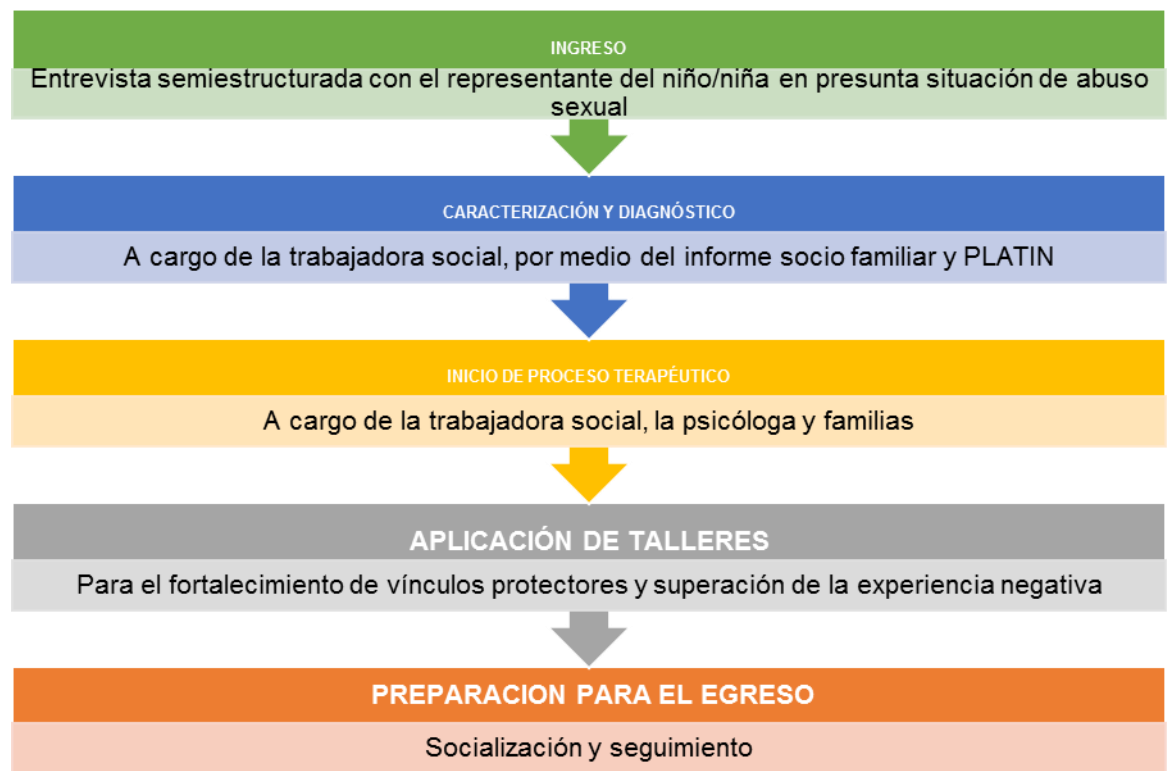 INGRESO
Entrevista semiestructurada con el representante del niño/niña en presunta situación de abuso
sexual
CARACTERIZACIÓN Y DIAGNÓSTICO
A cargo de la trabajadora social, por medio del informe socio familiar y PLATIN
INICIO DE PROCESO TERAPÉUTICO
A cargo de la trabajadora social, la psicóloga y familias
APLICACIÓN DE TALLERES
Para el fortalecimiento de vínculos protectores y superación de la experiencia negativa
PREPARACION PARA EL EGRESO
Socialización y seguimiento